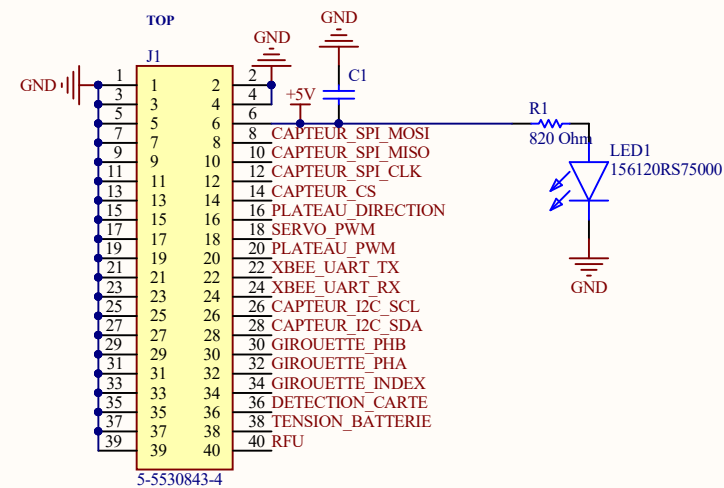 TOP
GND
GND
J1
GND
C1
+5V
R1
820 Ohm
LED1
156120RS75000
GND
1 1 2 2
3 3 4 4
5 5 6 6
7 7 8 8 CAPTEUR_SPI_MOSI
9 9 10 10 CAPTEUR_SPI_MISO
11 11 12 12 CAPTEUR_SPI_CLK
13 13 14 14 CAPTEUR_CS
15 15 16 16 PLATEAU_DIRECTION
17 17 18 18 SERVO_PWM
19 19 20 20 PLATEAU_PWM
21 21 22 22 XBEE_UART_TX
23 23 24 24 XBEE_UART_RX
25 25 26 26 CAPTEUR_I2C_SCL
27 27 28 28 CAPTEUR_I2C_SDA
29 29 30 30 GIROUETTE_PHB
31 31 32 32 GIROUETTE_PHA
33 33 34 34 GIROUETTE_INDEX
35 35 36 36 DETECTION_CARTE
37 37 38 38 TENSION_BATTERIE
39 39 40 40 RFU
5-5530843-4